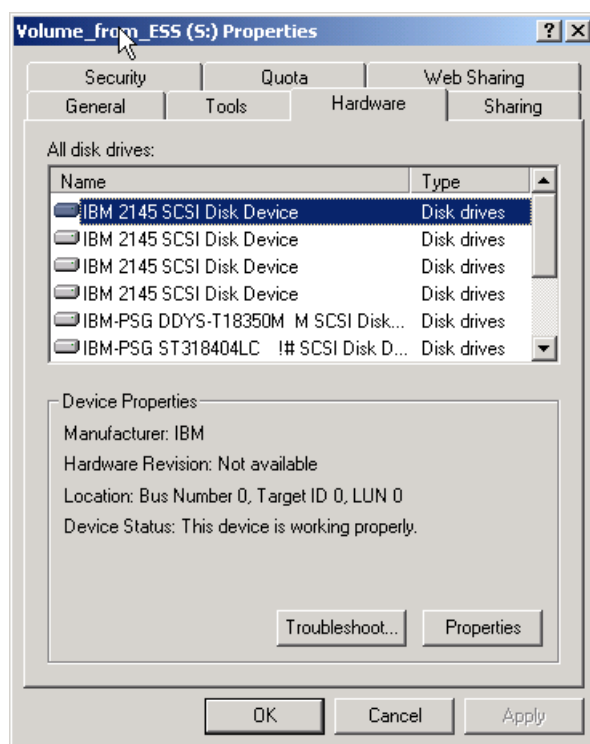 Volume_from_ESS (S:) Properties
Security Quota Web Sharing
General Tools Hardware Sharing
All disk drives:
Name Type
IBM 2145 SCSI Disk Device Disk drives
IBM 2145 SCSI Disk Device Disk drives
IBM 2145 SCSI Disk Device Disk drives
IBM 2145 SCSI Disk Device Disk drives
IBM-PSG DDYS-T18350M M SCSI Disk... Disk drives
IBM-PSG ST318404LC !# SCSI Disk D... Disk drives
Device Properties
Manufacturer: IBM
Hardware Revision: Not available
Location: Bus Number 0, Target ID 0, LUN 0
Device Status: This device is working properly.
Troubleshoot... Properties
OK Cancel Apply